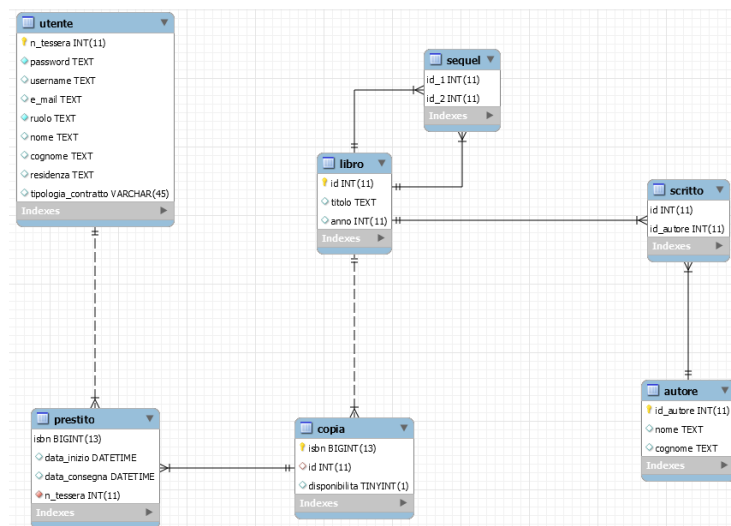 utente
n_tessera INT(11)
password TEXT
username TEXT
e_mail TEXT
ruolo TEXT
nome TEXT
cognome TEXT
residenza TEXT
tipologia_contratto VARCHAR(45)
Indexes
sequel
id_1 INT(11)
id_2 INT(11)
Indexes
libro
id INT(11)
titolo TEXT
anno INT(11)
Indexes
scritto
id INT(11)
id_autore INT(11)
Indexes
prestito
isbn BIGINT(13)
data_inizio DATETIME
data_consegna DATETIME
n_tessera INT(11)
Indexes
copia
isbn BIGINT(13)
id INT(11)
disponibilita TINYINT(1)
Indexes
autore
id_autore INT(11)
nome TEXT
cognome TEXT
Indexes